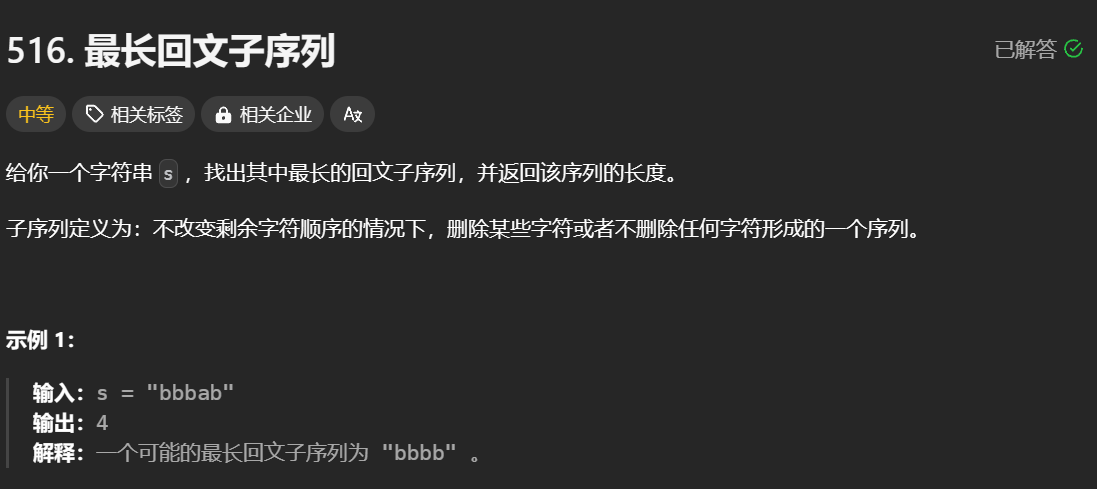 516. 最长回文子序列
已解答
中等
相关标签
相关企业
给你一个字符串 s ，找出其中最长的回文子序列，并返回该序列的长度。
子序列定义为：不改变剩余字符顺序的情况下，删除某些字符或者不删除任何字符形成的一个序列。
示例 1：
输入：s = "bbbab"
输出：4
解释：一个可能的最长回文子序列为 "bbbb" 。